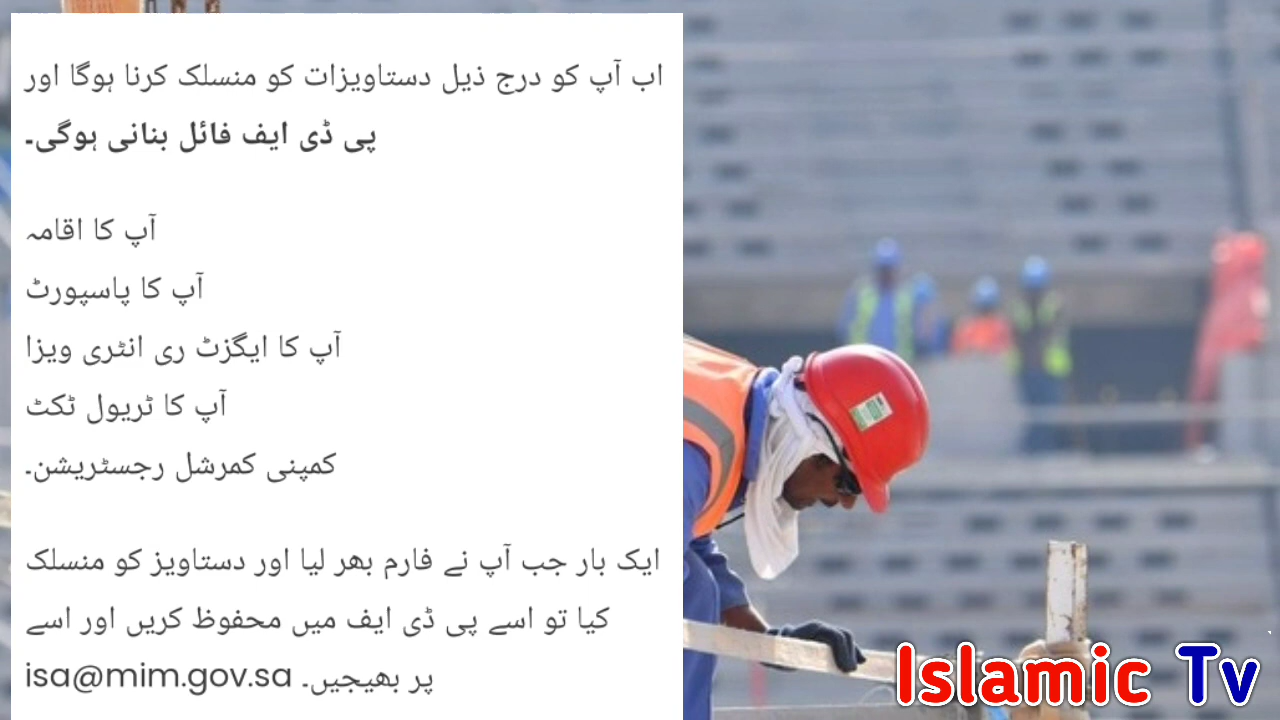 اب آپ کو درج ذیل دستاویزات کو منسلک کرنا ہوگا اور
پی ڈی ایف فائل بنانی ہوگی۔
آپ کا اقامہ
آپ کا پاسپورٹ
آپ کا ایگزٹ ری انٹری ویزا
آپ کا ٹریول ٹکٹ
کمپنی کمرشل رجسٹریشن۔
ایک بار جب آپ نے فارم بھر لیا اور دستاویز کو منسلک
کیا تو اسے پی ڈی ایف میں محفوظ کریں اور اسے
isa@mim.gov.sa پر بھیجیں۔
Islamic Tv